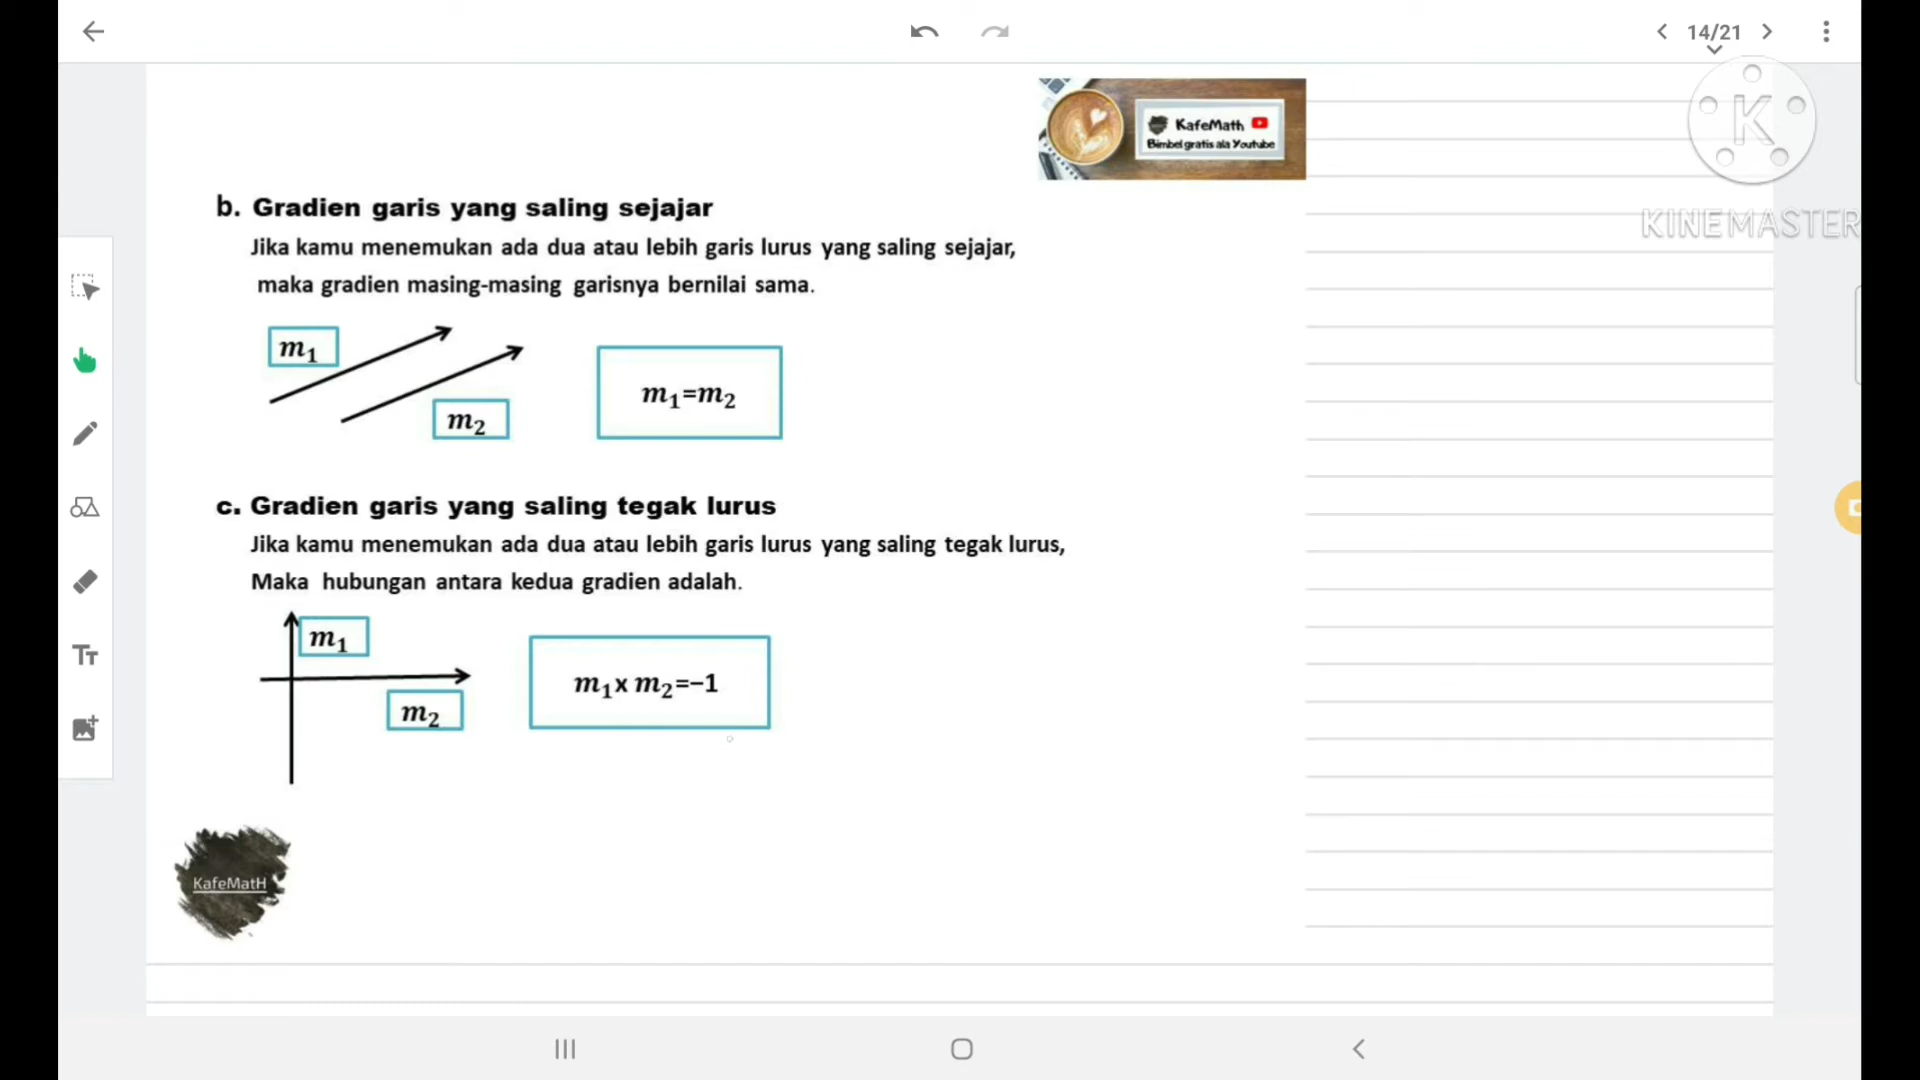 14/21
KafeMath
Bimbel gratis ala Youtube
K
KINEMASTER
b. Gradien garis yang saling sejajar
Jika kamu menemukan ada dua atau lebih garis lurus yang saling sejajar,
maka gradien masing-masing garisnya bernilai sama.
m₁
m₂
m₁=m₂
c. Gradien garis yang saling tegak lurus
Jika kamu menemukan ada dua atau lebih garis lurus yang saling tegak lurus,
Maka hubungan antara kedua gradien adalah.
m₁
m₂
m₁x m₂=−1
KafeMatH
TT